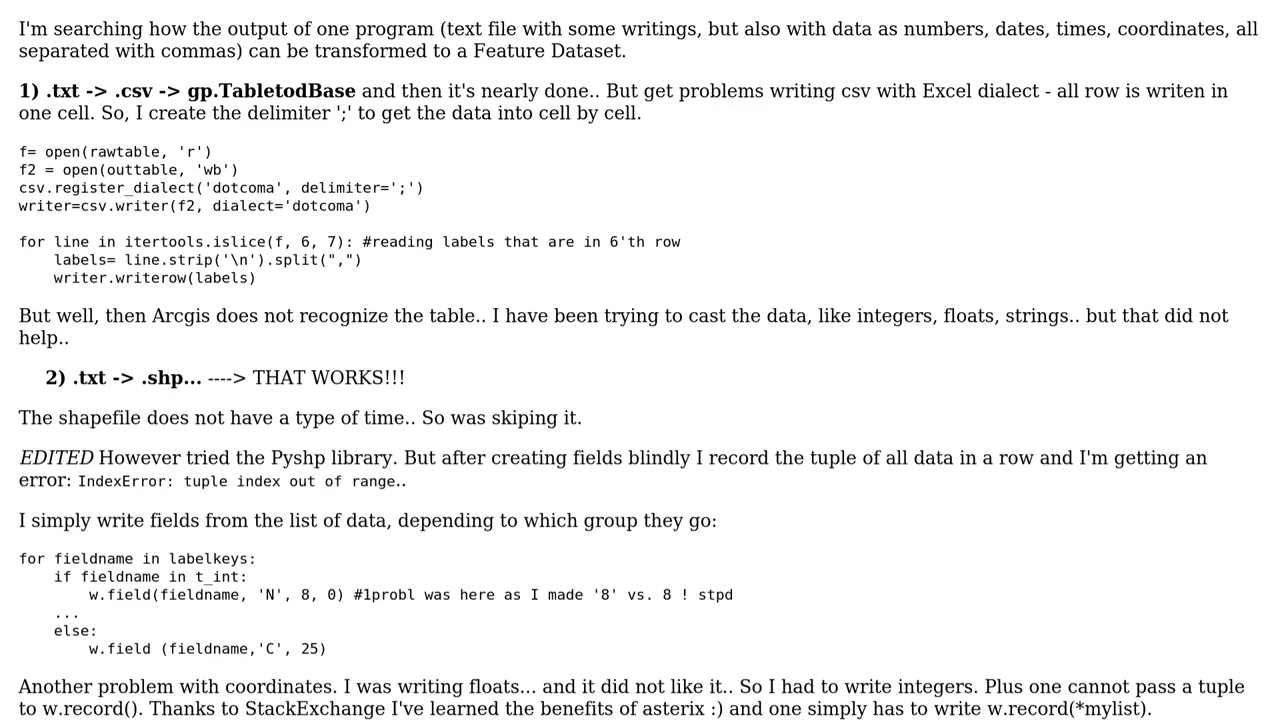 I'm searching how the output of one program (text file with some writings, but also with data as numbers, dates, times, coordinates, all
separated with commas) can be transformed to a Feature Dataset.
1) .txt -> .csv -> gp.TabletodBase and then it's nearly done.. But get problems writing csv with Excel dialect - all row is writen in
one cell. So, I create the delimiter ';' to get the data into cell by cell.
f= open(rawtable, 'r')
f2 = open(outtable, 'wb')
csv.register_dialect('dotcoma', delimiter=';')
writer=csv.writer(f2, dialect='dotcoma')
for line in itertools.islice(f, 6, 7): #reading labels that are in 6'th row
    labels= line.strip('\n').split(",")
    writer.writerow(labels)
But well, then Arcgis does not recognize the table.. I have been trying to cast the data, like integers, floats, strings.. but that did not
help..
2) .txt -> .shp... ----> THAT WORKS!!!
The shapefile does not have a type of time.. So was skiping it.
EDITED However tried the Pyshp library. But after creating fields blindly I record the tuple of all data in a row and I'm getting an
error: IndexError: tuple index out of range..
I simply write fields from the list of data, depending to which group they go:
for fieldname in labelkeys:
    if fieldname in t_int:
        w.field(fieldname, 'N', 8, 0) #1probl was here as I made '8' vs. 8 ! stpd
    ...
    else:
        w.field (fieldname,'C', 25)
Another problem with coordinates. I was writing floats... and it did not like it.. So I had to write integers. Plus one cannot pass a tuple
to w.record(). Thanks to StackExchange I've learned the benefits of asterix :) and one simply has to write w.record(*mylist).